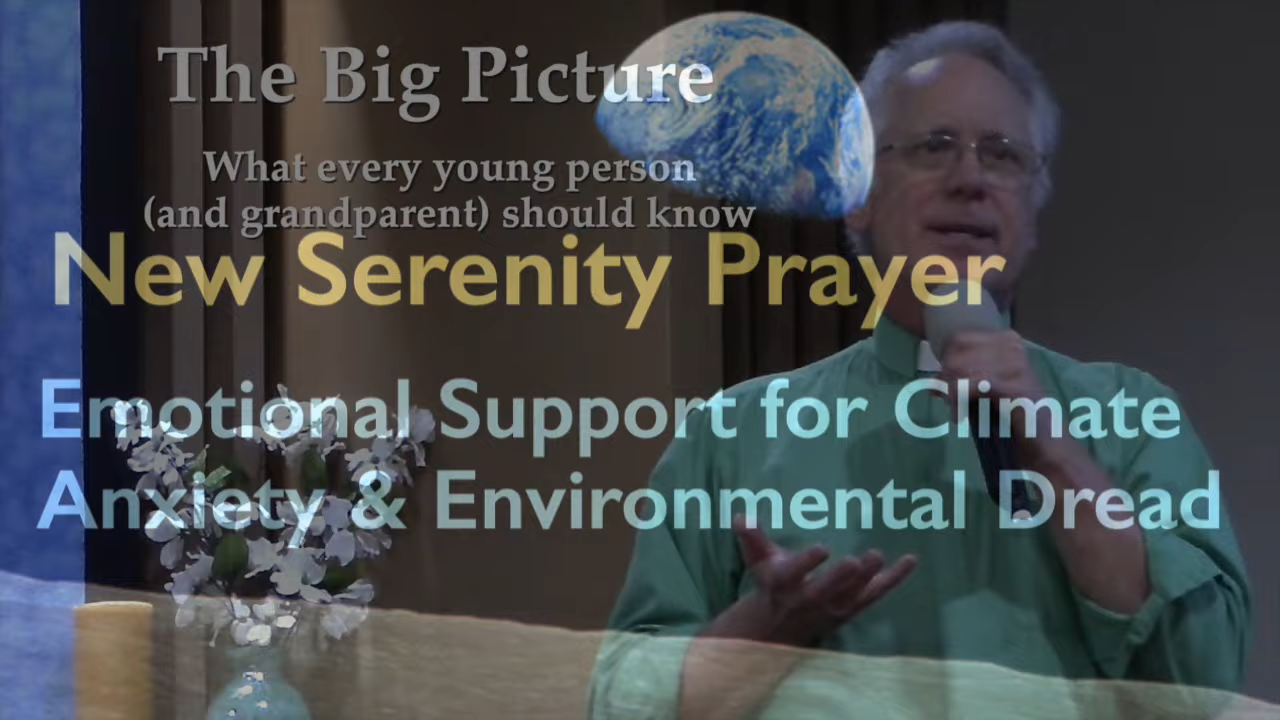 The Big Picture
What every young person
(and grandparent) should know
New Serenity Prayer
Emotional Support for Climate
Anxiety & Environmental Dread